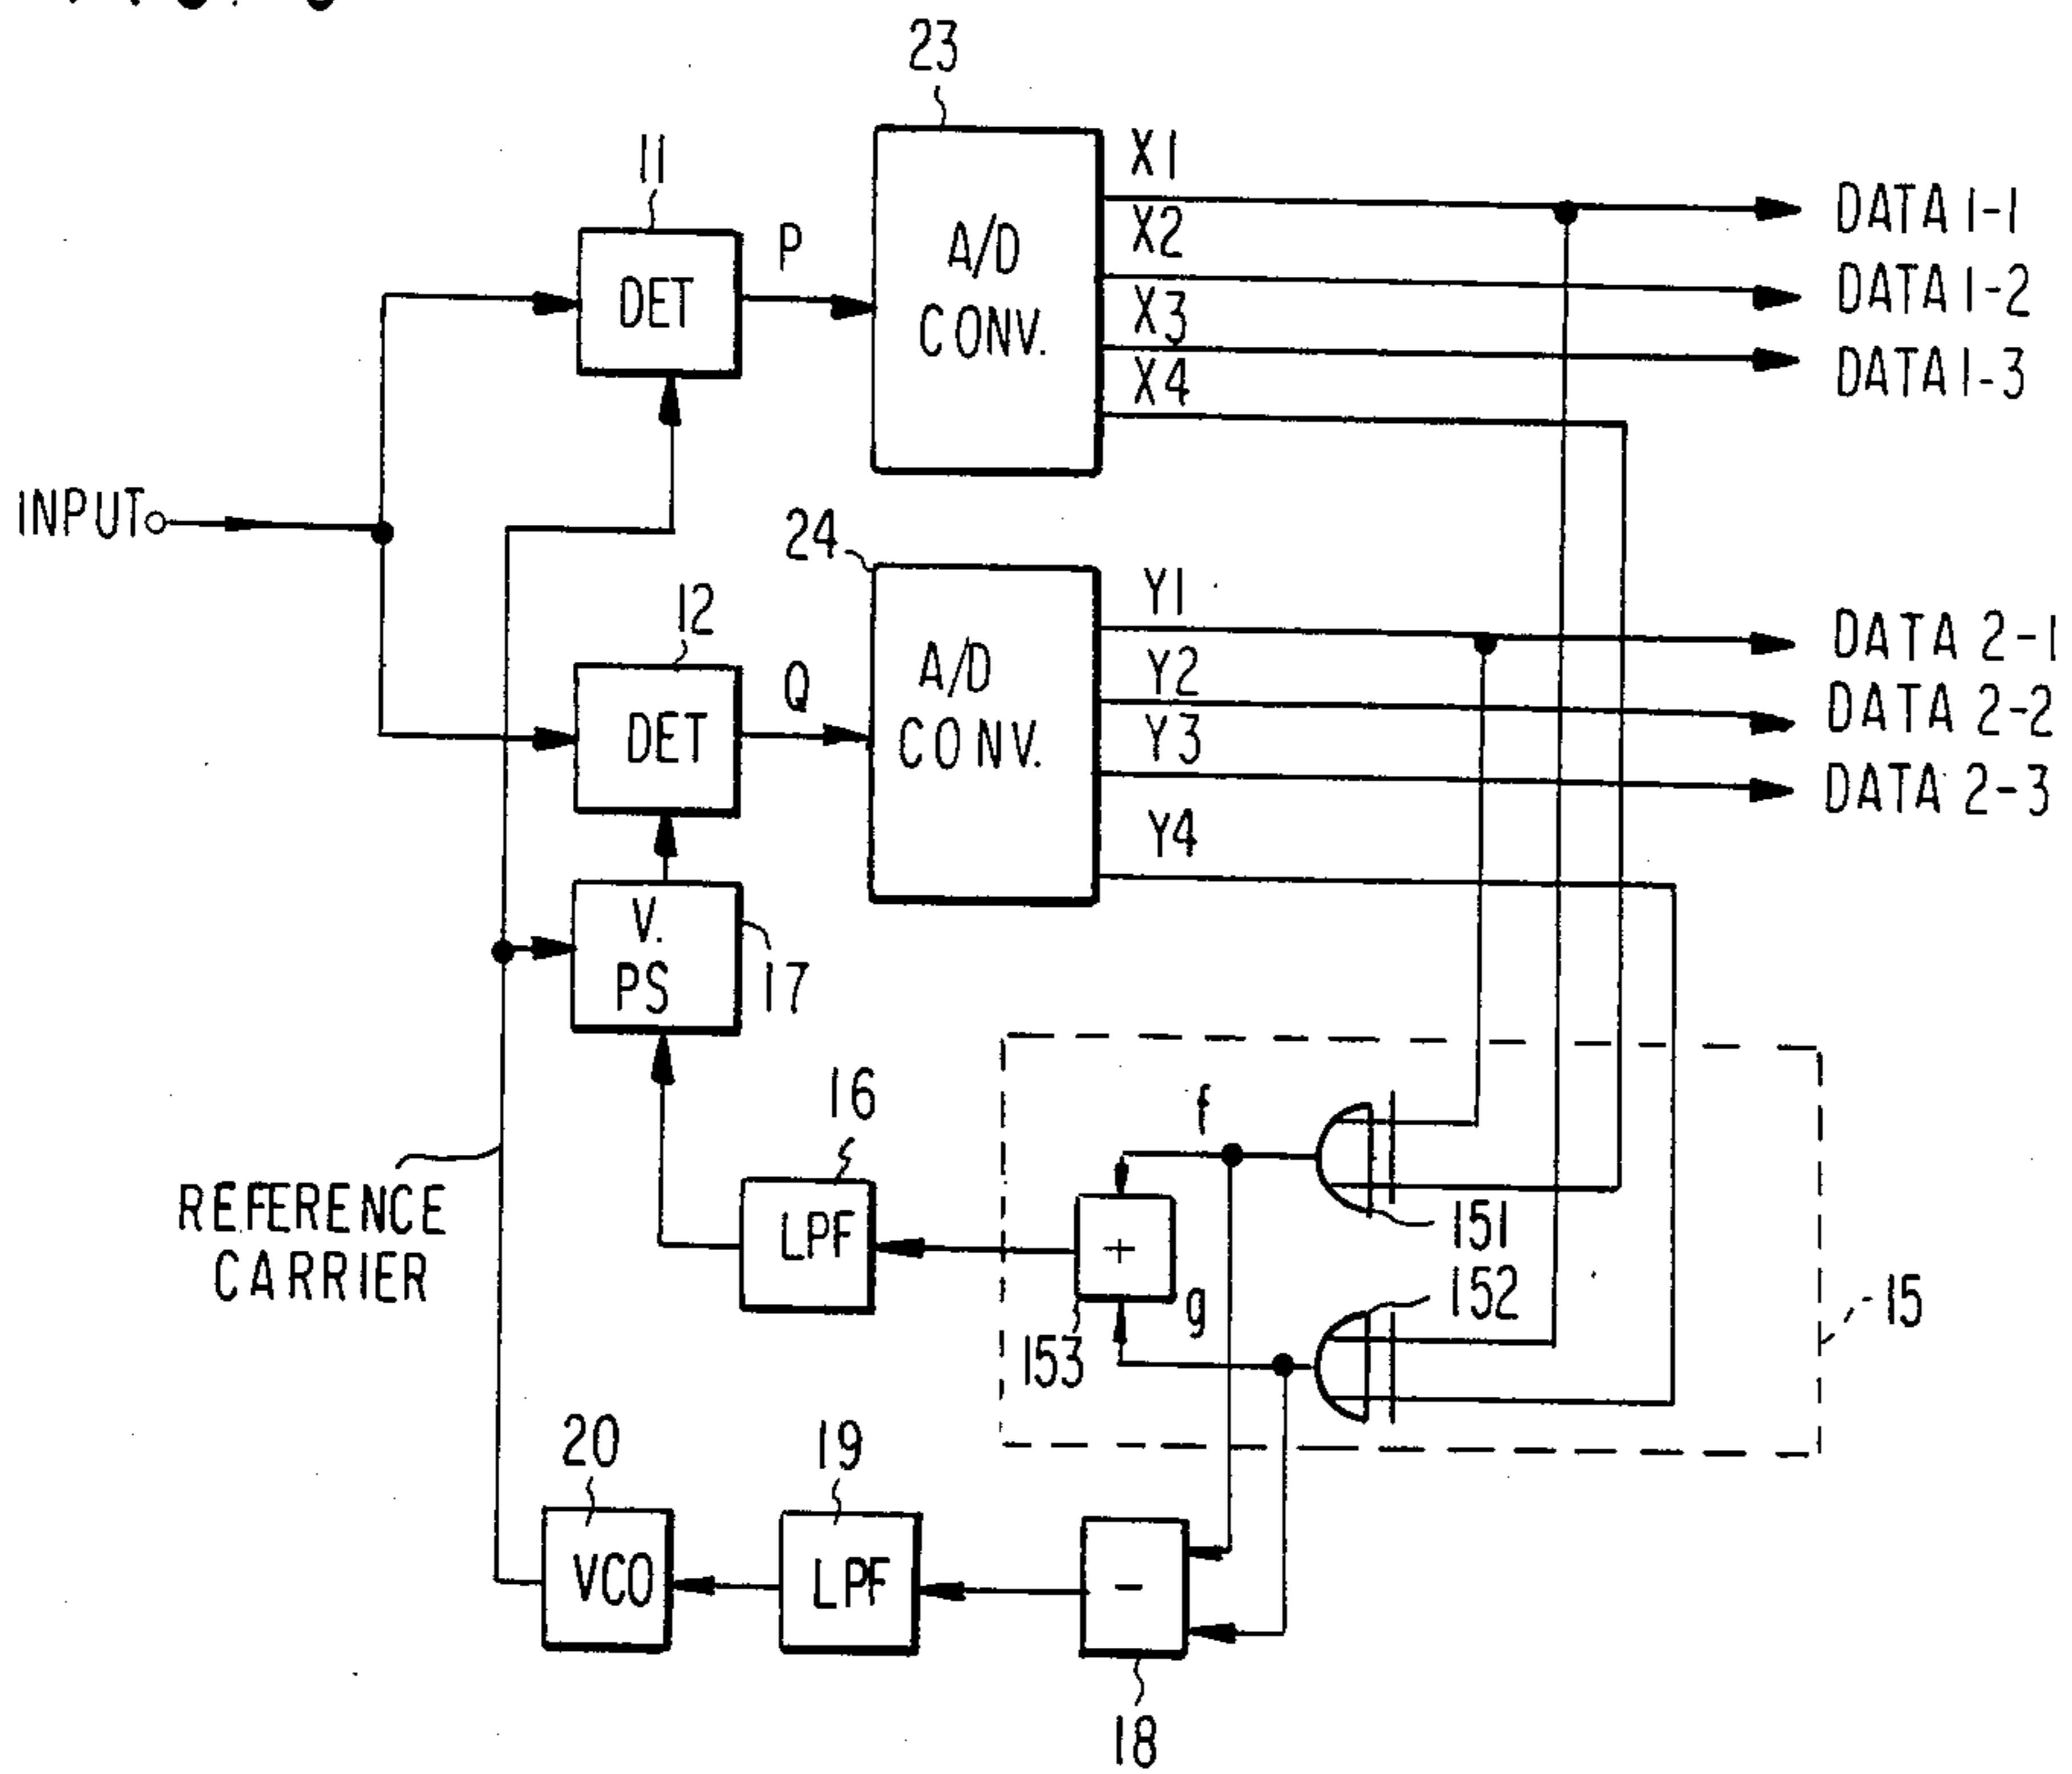 23
11
X1
DATA 1-1
X2
P
A/D
CONV.
DATA 1-2
DET
X3
DATA 1-3
X4
INPUT
24
12
Y1
DATA 2-1
A/D
CONV.
Y2
Q
DATA 2-2
DET
Y3
DATA 2-3
Y4
V.
PS
17
16
f
REFERENCE
CARRIER
LPF
+
151
152
g
15
153
20
19
VCO
LPF
-
18